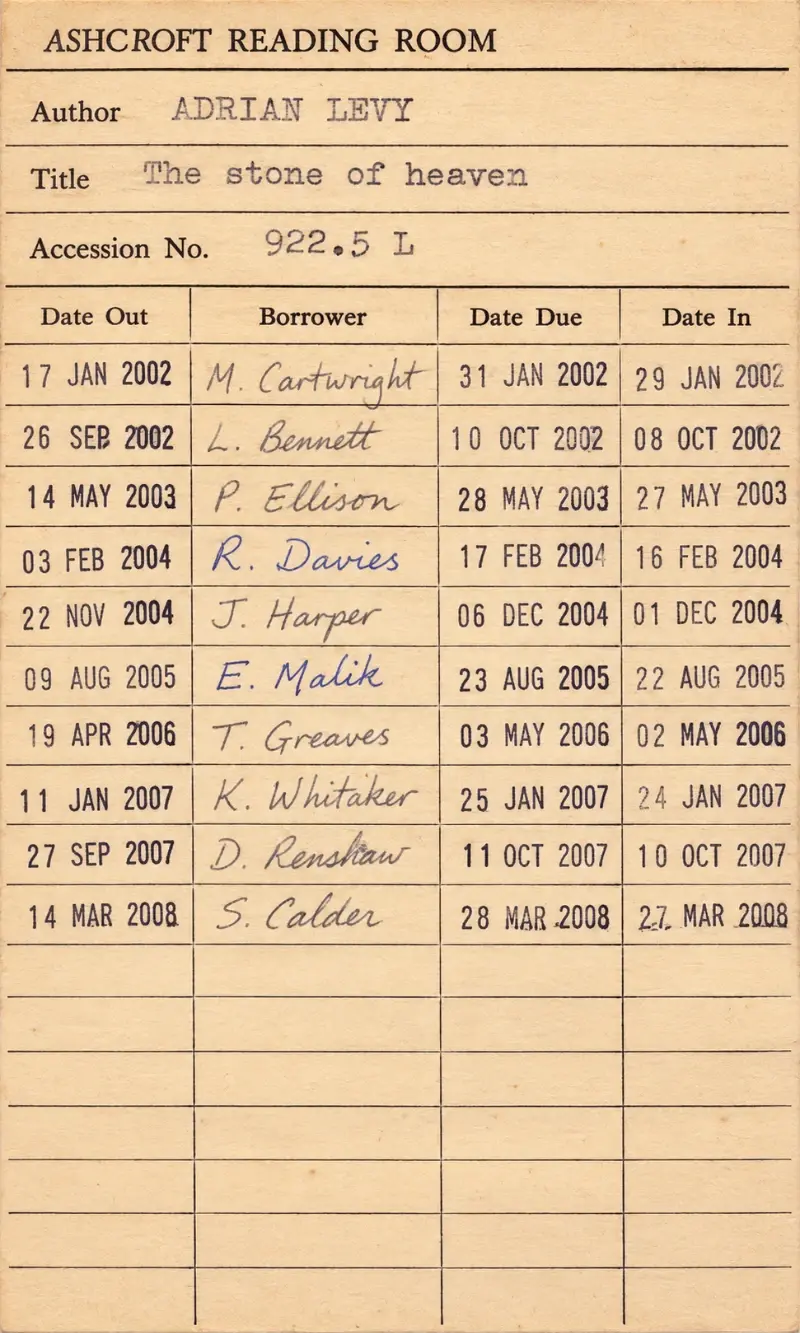 ASHCROFT READING ROOM
Author ADRIAN LEVY
Title The stone of heaven
Accession No. 922.5 L
Date Out Borrower Date Due Date In
17 JAN 2002 M. Cartwright 31 JAN 2002 29 JAN 2002
26 SEP 2002 L. Bennett 10 OCT 2002 08 OCT 2002
14 MAY 2003 P. Ellison 28 MAY 2003 27 MAY 2003
03 FEB 2004 R. Davies 17 FEB 2004 16 FEB 2004
22 NOV 2004 J. Harper 06 DEC 2004 01 DEC 2004
09 AUG 2005 E. Malik 23 AUG 2005 22 AUG 2005
19 APR 2006 T. Greaves 03 MAY 2006 02 MAY 2006
11 JAN 2007 K. Whitaker 25 JAN 2007 24 JAN 2007
27 SEP 2007 D. Renshaw 11 OCT 2007 10 OCT 2007
14 MAR 2008 S. Calder 28 MAR 2008 27 MAR 2008